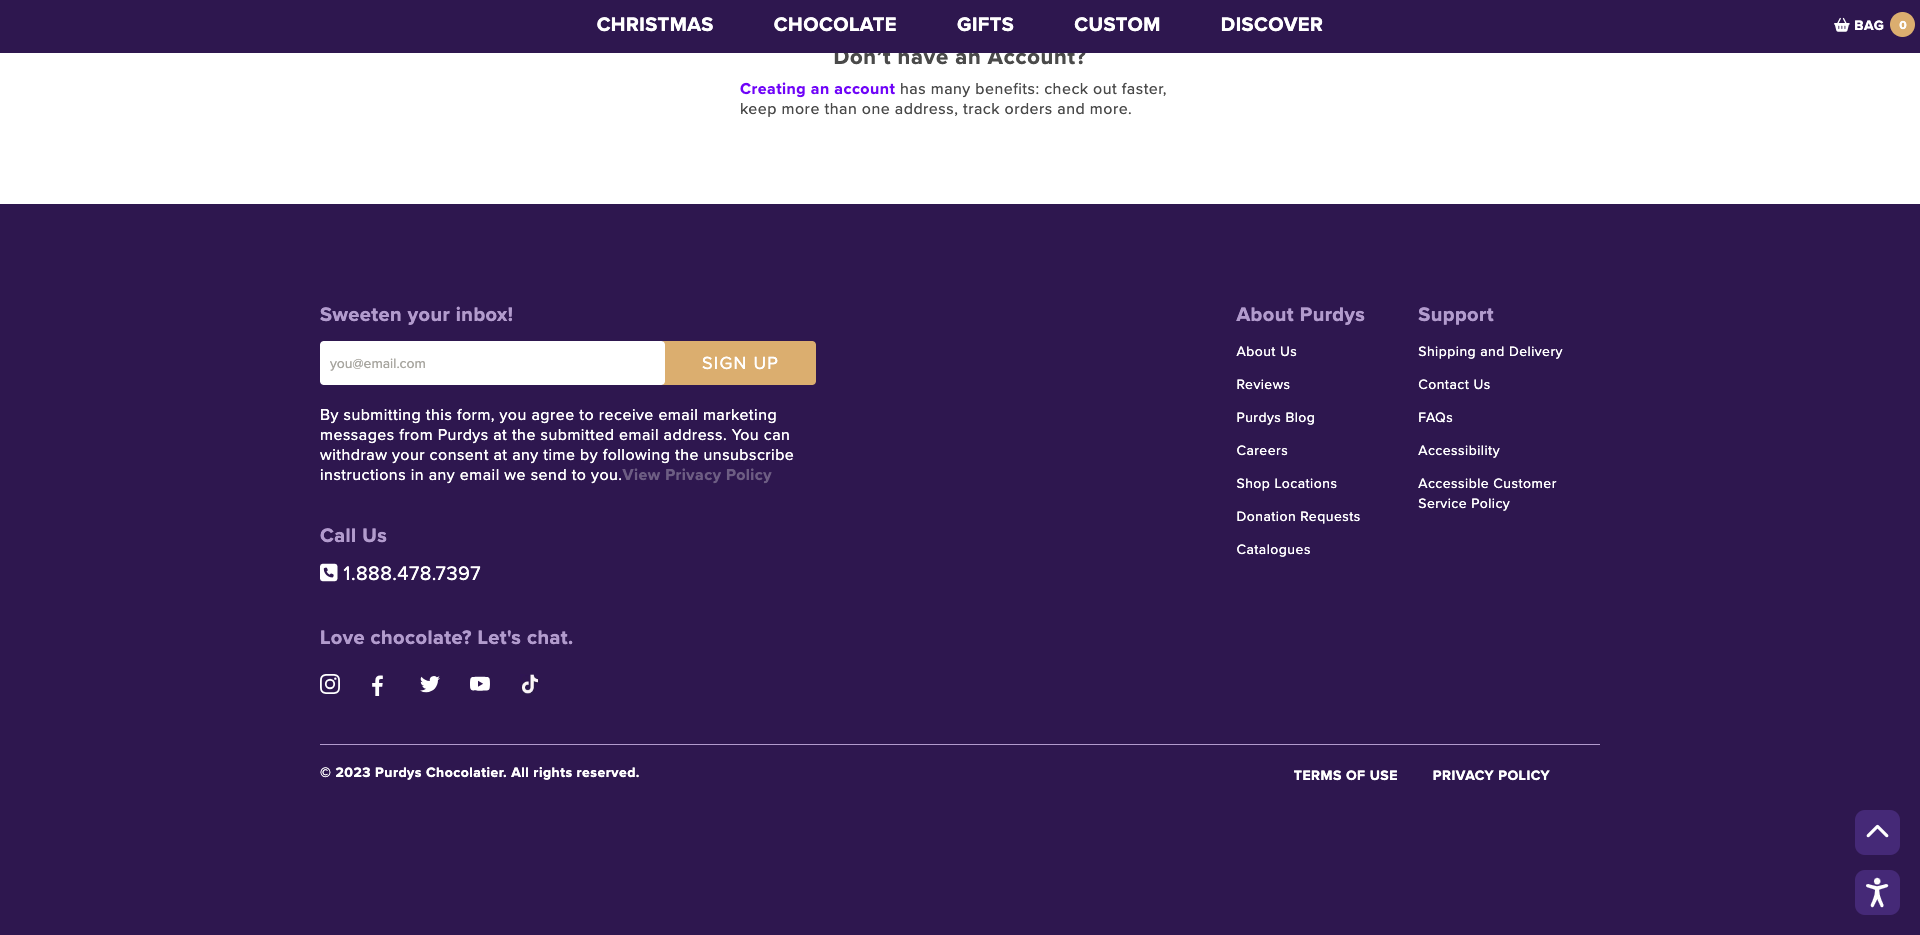 CHRISTMAS CHOCOLATE GIFTS CUSTOM DISCOVER BAG 0
Don't have an Account?
Creating an account has many benefits: check out faster,
keep more than one address, track orders and more.
Sweeten your inbox!
you@email.com SIGN UP
By submitting this form, you agree to receive email marketing
messages from Purdys at the submitted email address. You can
withdraw your consent at any time by following the unsubscribe
instructions in any email we send to you.View Privacy Policy
Call Us
1.888.478.7397
Love chocolate? Let's chat.
About Purdys
About Us
Reviews
Purdys Blog
Careers
Shop Locations
Donation Requests
Catalogues
Support
Shipping and Delivery
Contact Us
FAQs
Accessibility
Accessible Customer
Service Policy
© 2023 Purdys Chocolatier. All rights reserved.
TERMS OF USE PRIVACY POLICY